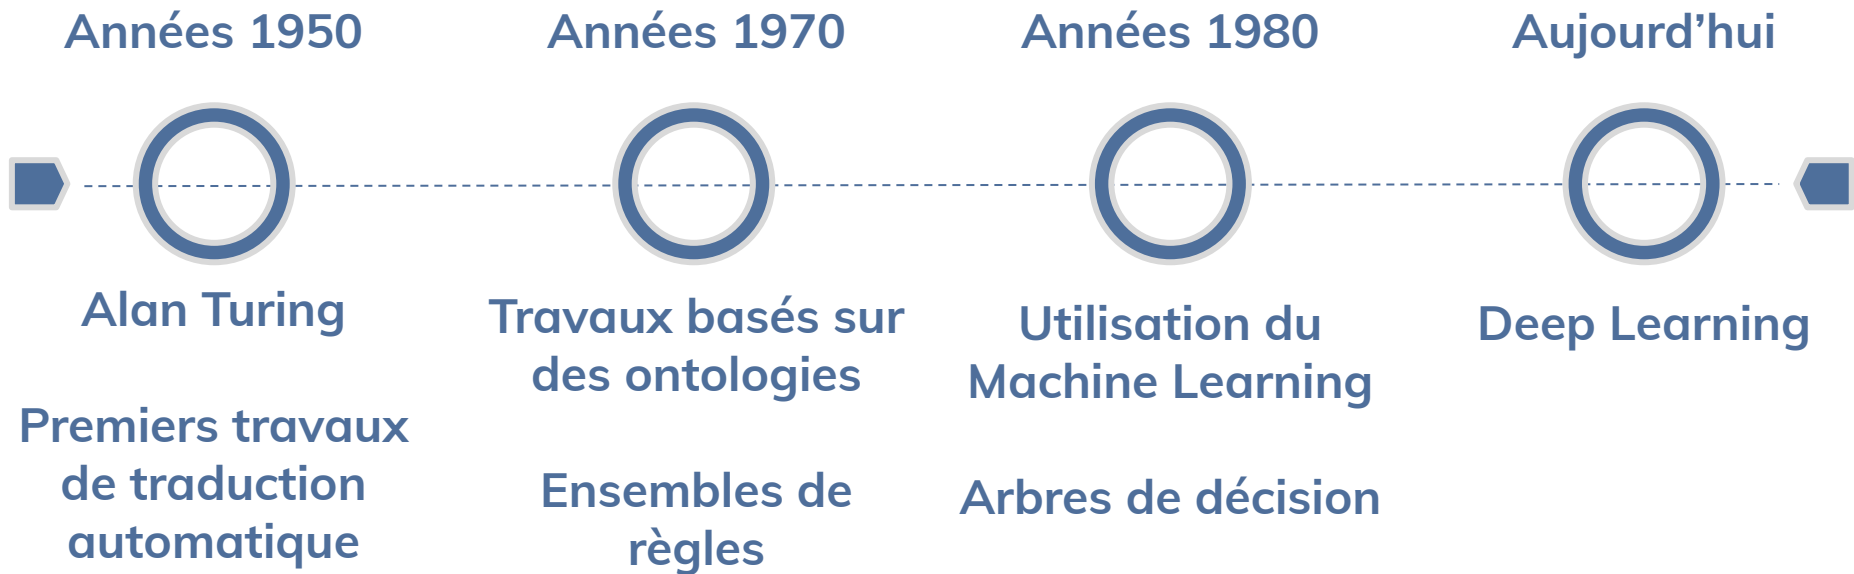 Années 1950
Années 1970
Années 1980
Aujourd’hui
Alan Turing
Premiers travaux
de traduction
automatique
Travaux basés sur
des ontologies
Ensembles de
règles
Utilisation du
Machine Learning
Arbres de décision
Deep Learning